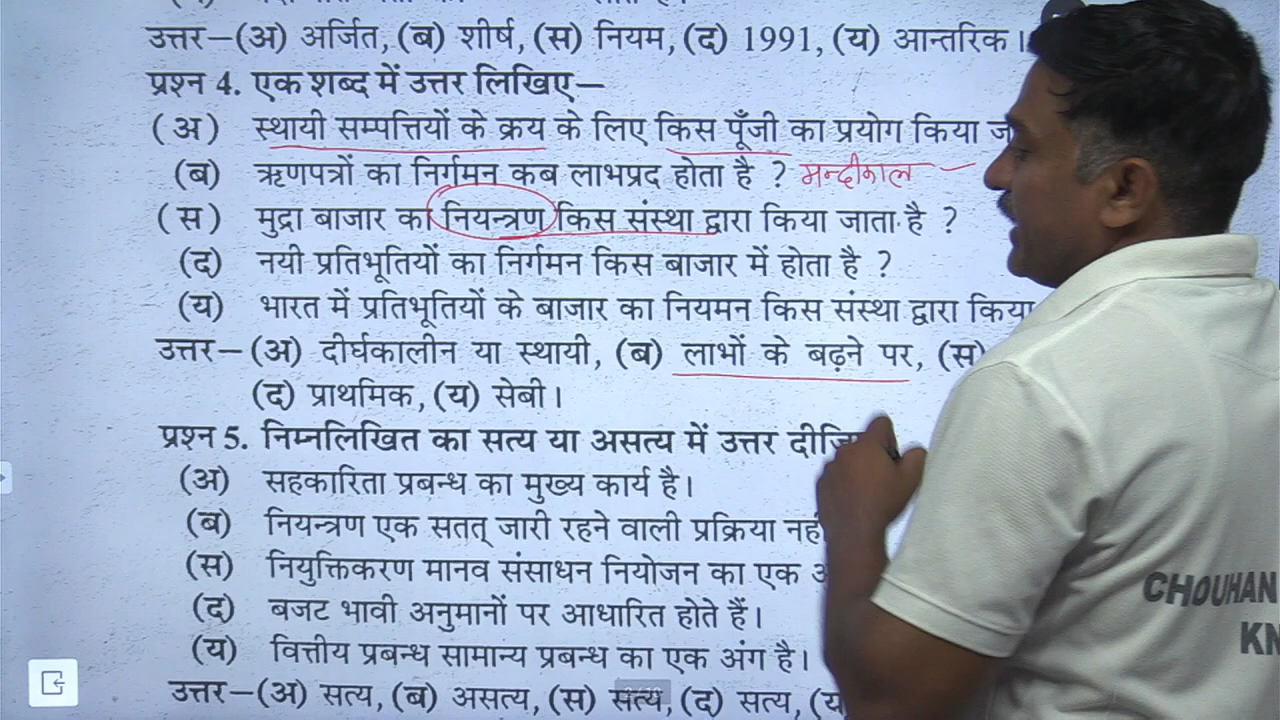 उत्तर–(अ) अर्जित, (ब) शीर्ष, (स) नियम, (द) 1991, (य) आन्तरिक।
प्रश्न 4. एक शब्द में उत्तर लिखिए–
(अ) स्थायी सम्पत्तियों के क्रय के लिए किस पूँजी का प्रयोग किया
(ब) ऋणपत्रों का निर्गमन कब लाभप्रद होता है ? मन्दीकाल
(स) मुद्रा बाजार का नियन्त्रण किस संस्था द्वारा किया जाता है ?
(द) नयी प्रतिभूतियों का निर्गमन किस बाजार में होता है ?
(य) भारत में प्रतिभूतियों के बाजार का नियमन किस संस्था द्वारा किया
उत्तर–(अ) दीर्घकालीन या स्थायी, (ब) लाभों के बढ़ने पर, (स)
(द) प्राथमिक, (य) सेबी।
प्रश्न 5. निम्नलिखित का सत्य या असत्य में उत्तर
(अ) सहकारिता प्रबन्ध का मुख्य कार्य है।
(ब) नियन्त्रण एक सतत् जारी रहने वाली प्रक्रिया
(स) नियुक्तिकरण मानव संसाधन नियोजन का एक
(द) बजट भावी अनुमानों पर आधारित होते हैं।
(य) वित्तीय प्रबन्ध सामान्य प्रबन्ध का एक अंग है।
उत्तर–(अ) सत्य, (ब) असत्य, (स) सत्य, (द) सत्य, (य
CHOUHAN
KN